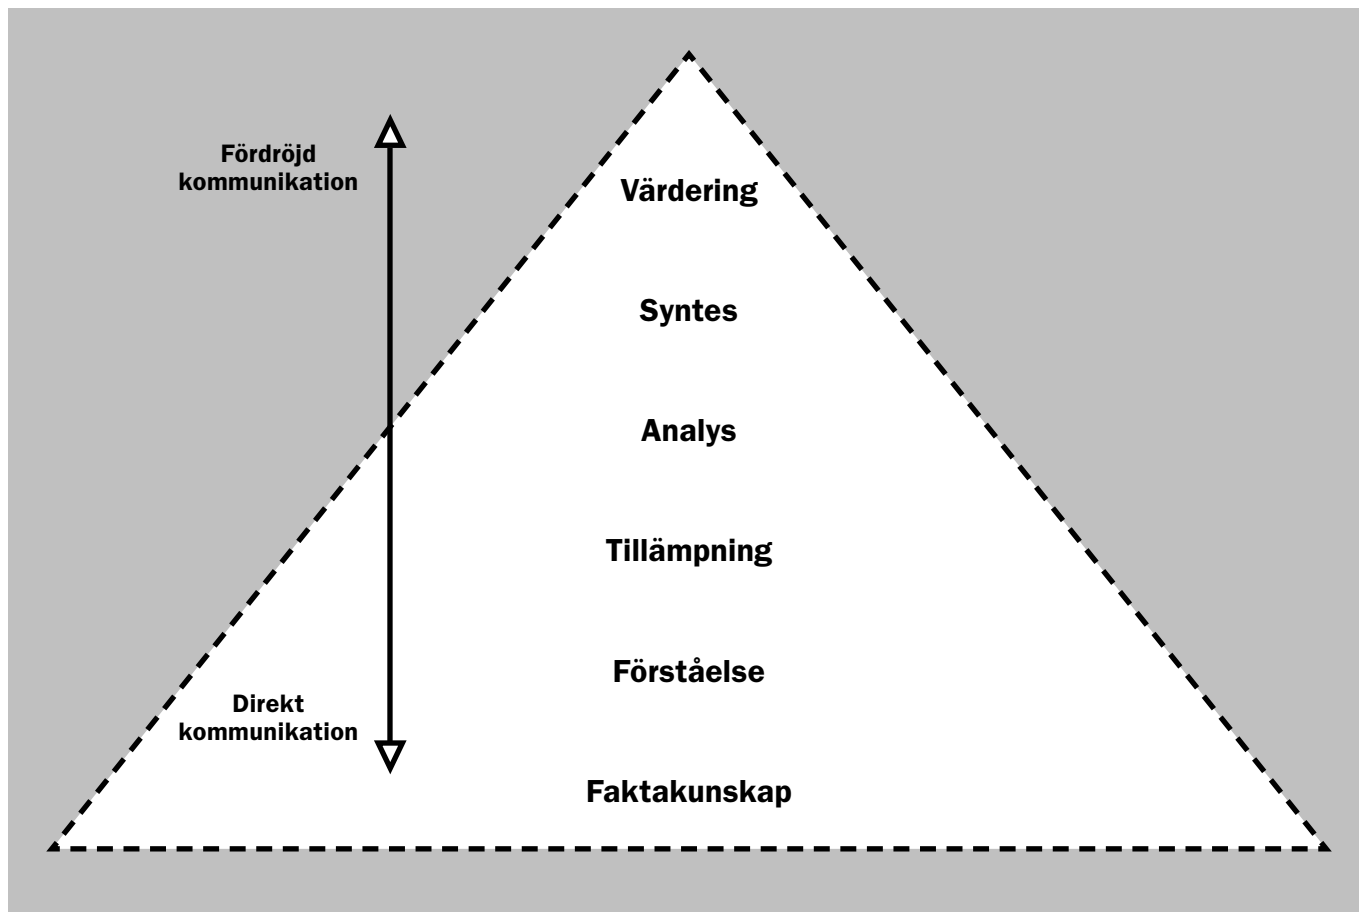 Fördröjd
kommunikation
Värdering
Syntes
Analys
Tillämpning
Förståelse
Direkt
kommunikation
Faktakunskap